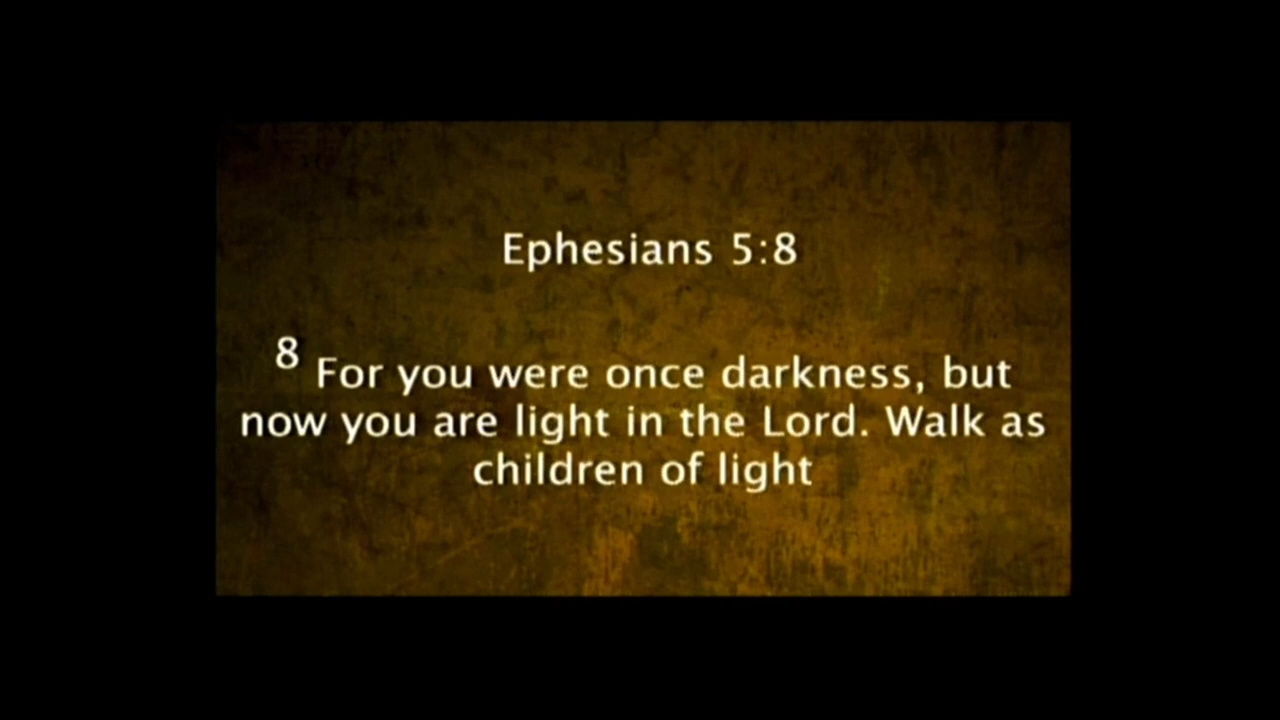 Ephesians 5:8
8 For you were once darkness, but
now you are light in the Lord. Walk as
children of light